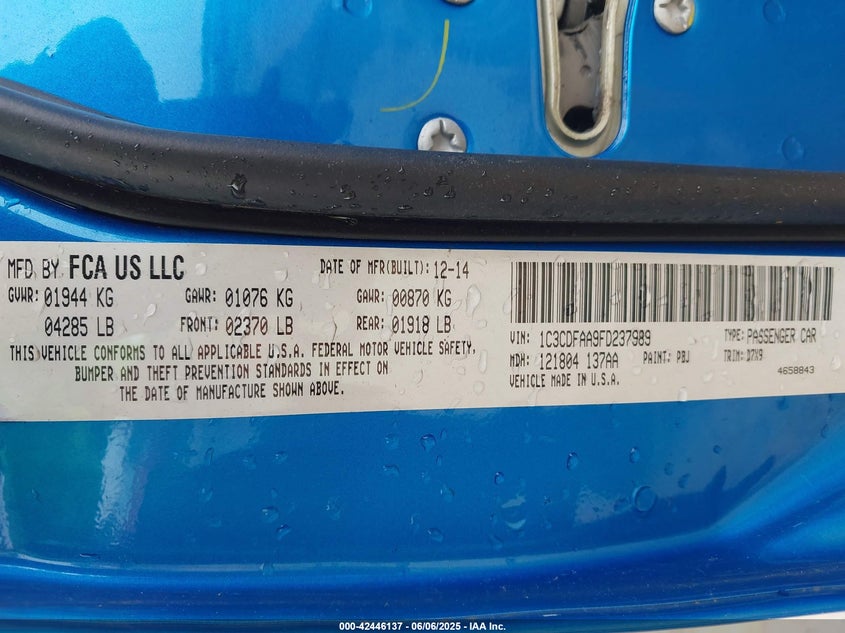 MFD BY FCA US LLC DATE OF MFR(BUILT): 12-14
GVWR: 01944 KG GAWR: 01076 KG GAWR: 00870 KG
04285 LB FRONT: 02370 LB REAR: 01918 LB
THIS VEHICLE CONFORMS TO ALL APPLICABLE U.S.A. FEDERAL MOTOR VEHICLE SAFETY,
BUMPER AND THEFT PREVENTION STANDARDS IN EFFECT ON
THE DATE OF MANUFACTURE SHOWN ABOVE.
VIN: 1C3CDFAA9FD237989 TYPE: PASSENGER CAR
MDH: 121804 137AA PAINT: PBJ TRIM: D7X9
VEHICLE MADE IN U.S.A. 4658843
000-42446137 - 06/06/2025 - IAA Inc.